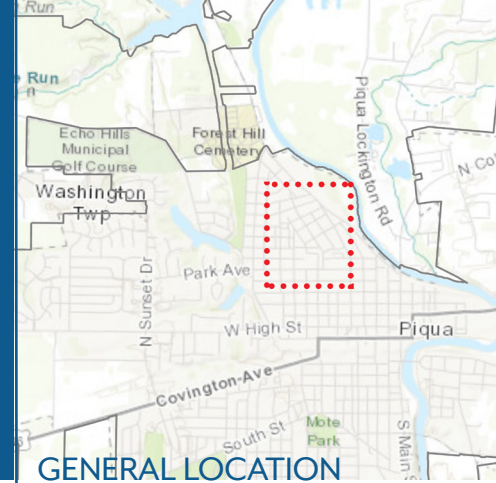 Run
Run
n
Echo Hills
Municipal
Golf Course
Forest Hill
Cemetery
Piqua Lockington Rd
N Co
Washington
Twp
Park Ave
N Sunset Dr
W High St
Piqua
Covington-Ave
South St
Mote
Park
S Main S
GENERAL LOCATION